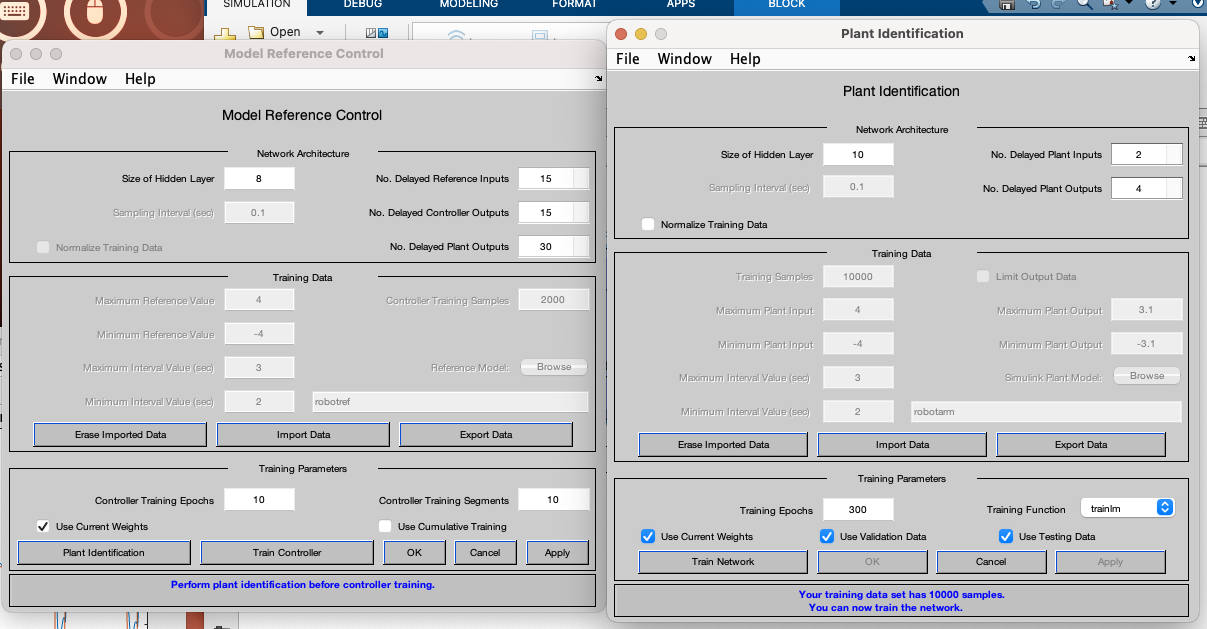 SIMULATION DEBUG MODELING FORMAT APPS BLOCK
Open
Model Reference Control
File Window Help
Model Reference Control
Network Architecture
Size of Hidden Layer 8 No. Delayed Reference Inputs 15
Sampling Interval (sec) 0.1 No. Delayed Controller Outputs 15
Normalize Training Data No. Delayed Plant Outputs 30
Training Data
Maximum Reference Value 4 Controller Training Samples 2000
Minimum Reference Value -4
Maximum Interval Value (sec) 3 Reference Model: Browse
Minimum Interval Value (sec) 2 robotref
Erase Imported Data Import Data Export Data
Training Parameters
Controller Training Epochs 10 Controller Training Segments 10
Use Current Weights Use Cumulative Training
Plant Identification Train Controller OK Cancel Apply
Perform plant identification before controller training.
Plant Identification
File Window Help
Plant Identification
Network Architecture
Size of Hidden Layer 10 No. Delayed Plant Inputs 2
Sampling Interval (sec) 0.1 No. Delayed Plant Outputs 4
Normalize Training Data
Training Data
Training Samples 10000 Limit Output Data
Maximum Plant Input 4 Maximum Plant Output 3.1
Minimum Plant Input -4 Minimum Plant Output -3.1
Maximum Interval Value (sec) 3 Simulink Plant Model: Browse
Minimum Interval Value (sec) 2 robotarm
Erase Imported Data Import Data Export Data
Training Parameters
Training Epochs 300 Training Function trainlm
Use Current Weights Use Validation Data Use Testing Data
Train Network OK Cancel Apply
Your training data set has 10000 samples.
You can now train the network.